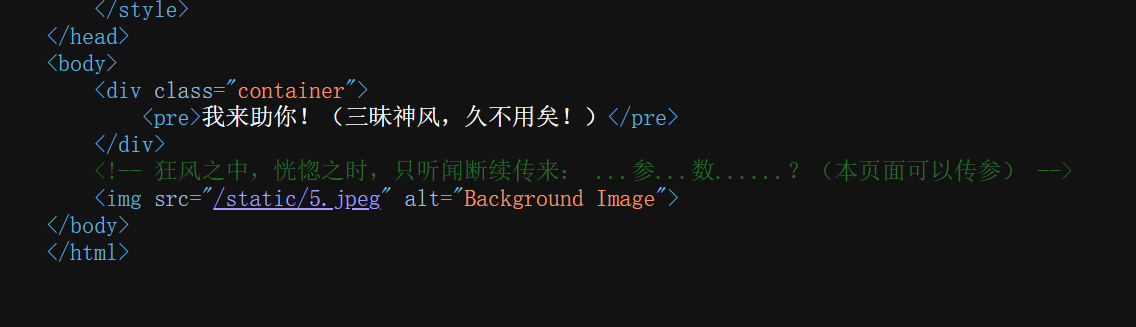 </style>
</head>
<body>
<div class="container">
<pre>我来助你！（三昧神风，久不用矣！）</pre>
</div>
<!-- 狂风之中，恍惚之时，只听闻断续传来： ...参...数......？（本页面可以传参） -->
<img src="/static/5.jpeg" alt="Background Image">
</body>
</html>